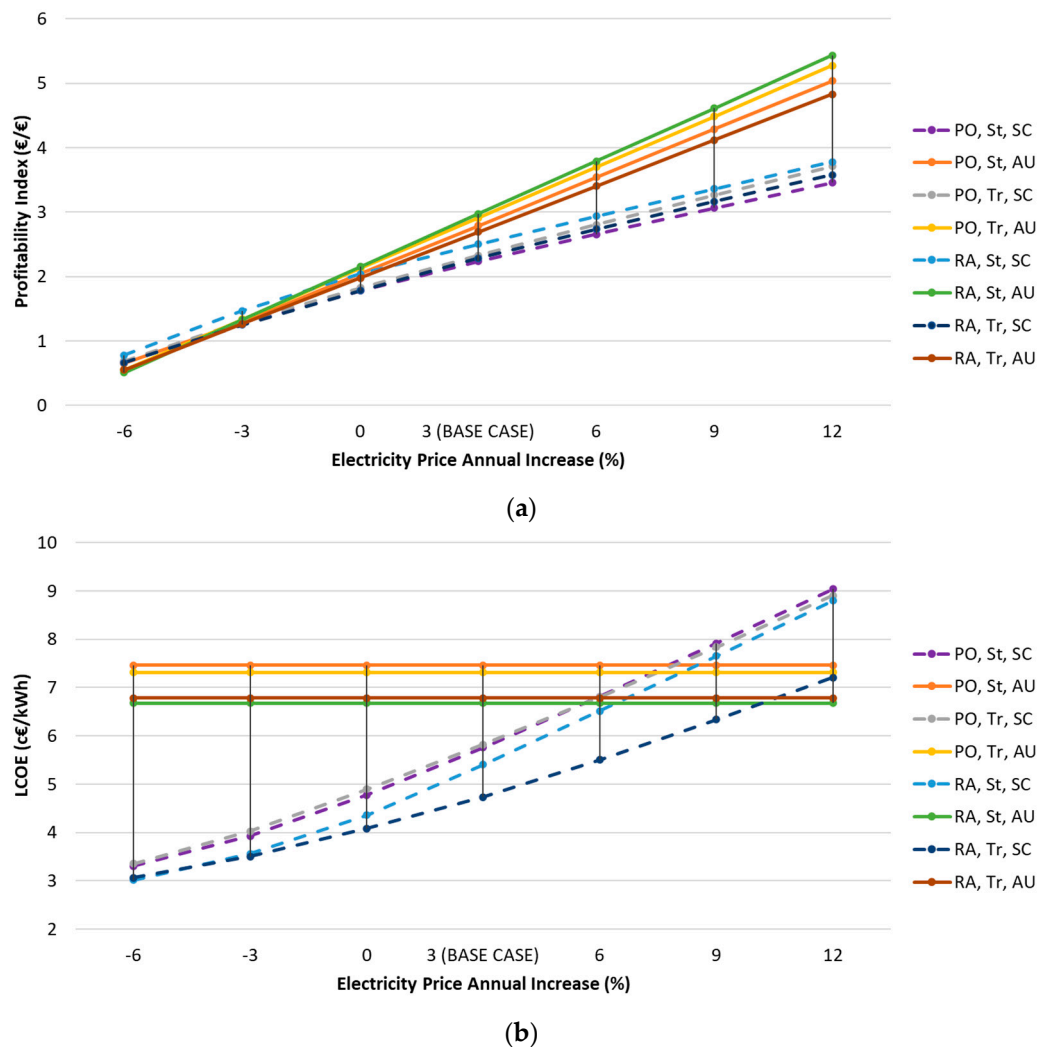 6
5
4
3
2
1
0
Profitability Index (€/€)
-6 -3 0 3 (BASE CASE) 6 9 12
Electricity Price Annual Increase (%)
PO, St, SC
PO, St, AU
PO, Tr, SC
PO, Tr, AU
RA, St, SC
RA, St, AU
RA, Tr, SC
RA, Tr, AU
(a)
10
9
8
7
6
5
4
3
2
LCOE (c€/kWh)
-6 -3 0 3 (BASE CASE) 6 9 12
Electricity Price Annual Increase (%)
PO, St, SC
PO, St, AU
PO, Tr, SC
PO, Tr, AU
RA, St, SC
RA, St, AU
RA, Tr, SC
RA, Tr, AU
(b)